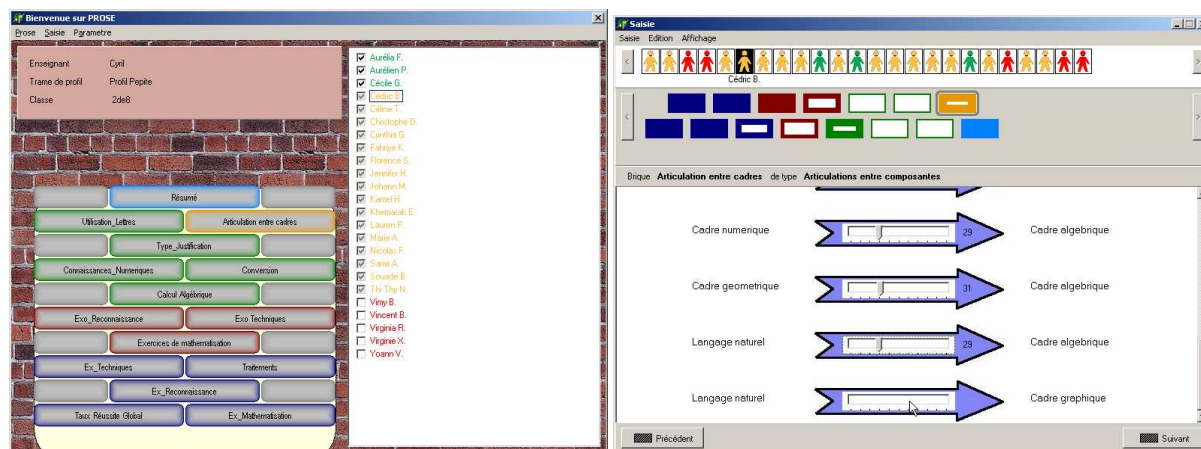 Bienvenue sur PROSE
Prose Saisie Parametre
Enseignant Cyril
Trame de profil Profil Pepite
Classe 2de8
Résumé
Utilisation_Lettres Articulation entre cadres
Type_Justification
Connaissances_Numeriques Conversion
Calcul Algébrique
Exo_Reconnaissance Exo Techniques
Exercices de mathematisation
Ex_Techniques Traitements
Ex_Reconnaissance
Taux Réussite Global Ex_Mathematisation
Aurélia F.
Aurélien P.
Cécile G.
Cédric B.
Céline T.
Christophe D.
Cynthia G.
Fahnye K.
Florence S.
Jennifer H.
Johann M.
Kamel H.
Khemarak E.
Lauren P.
Marie A.
Nicolas F.
Samir A.
Souade B.
Thi Thy N.
Vimy B.
Vincent B.
Virginia R.
Virginie X.
Yoann V.
Saisie
Saisie Edition Affichage
Cédric B.
Brique Articulation entre cadres de type Articulations entre composantes
Cadre numerique 29 Cadre algebrique
Cadre geometrique 31 Cadre algebrique
Langage naturel 29 Cadre algebrique
Langage naturel Cadre graphique
Précédent Suivant